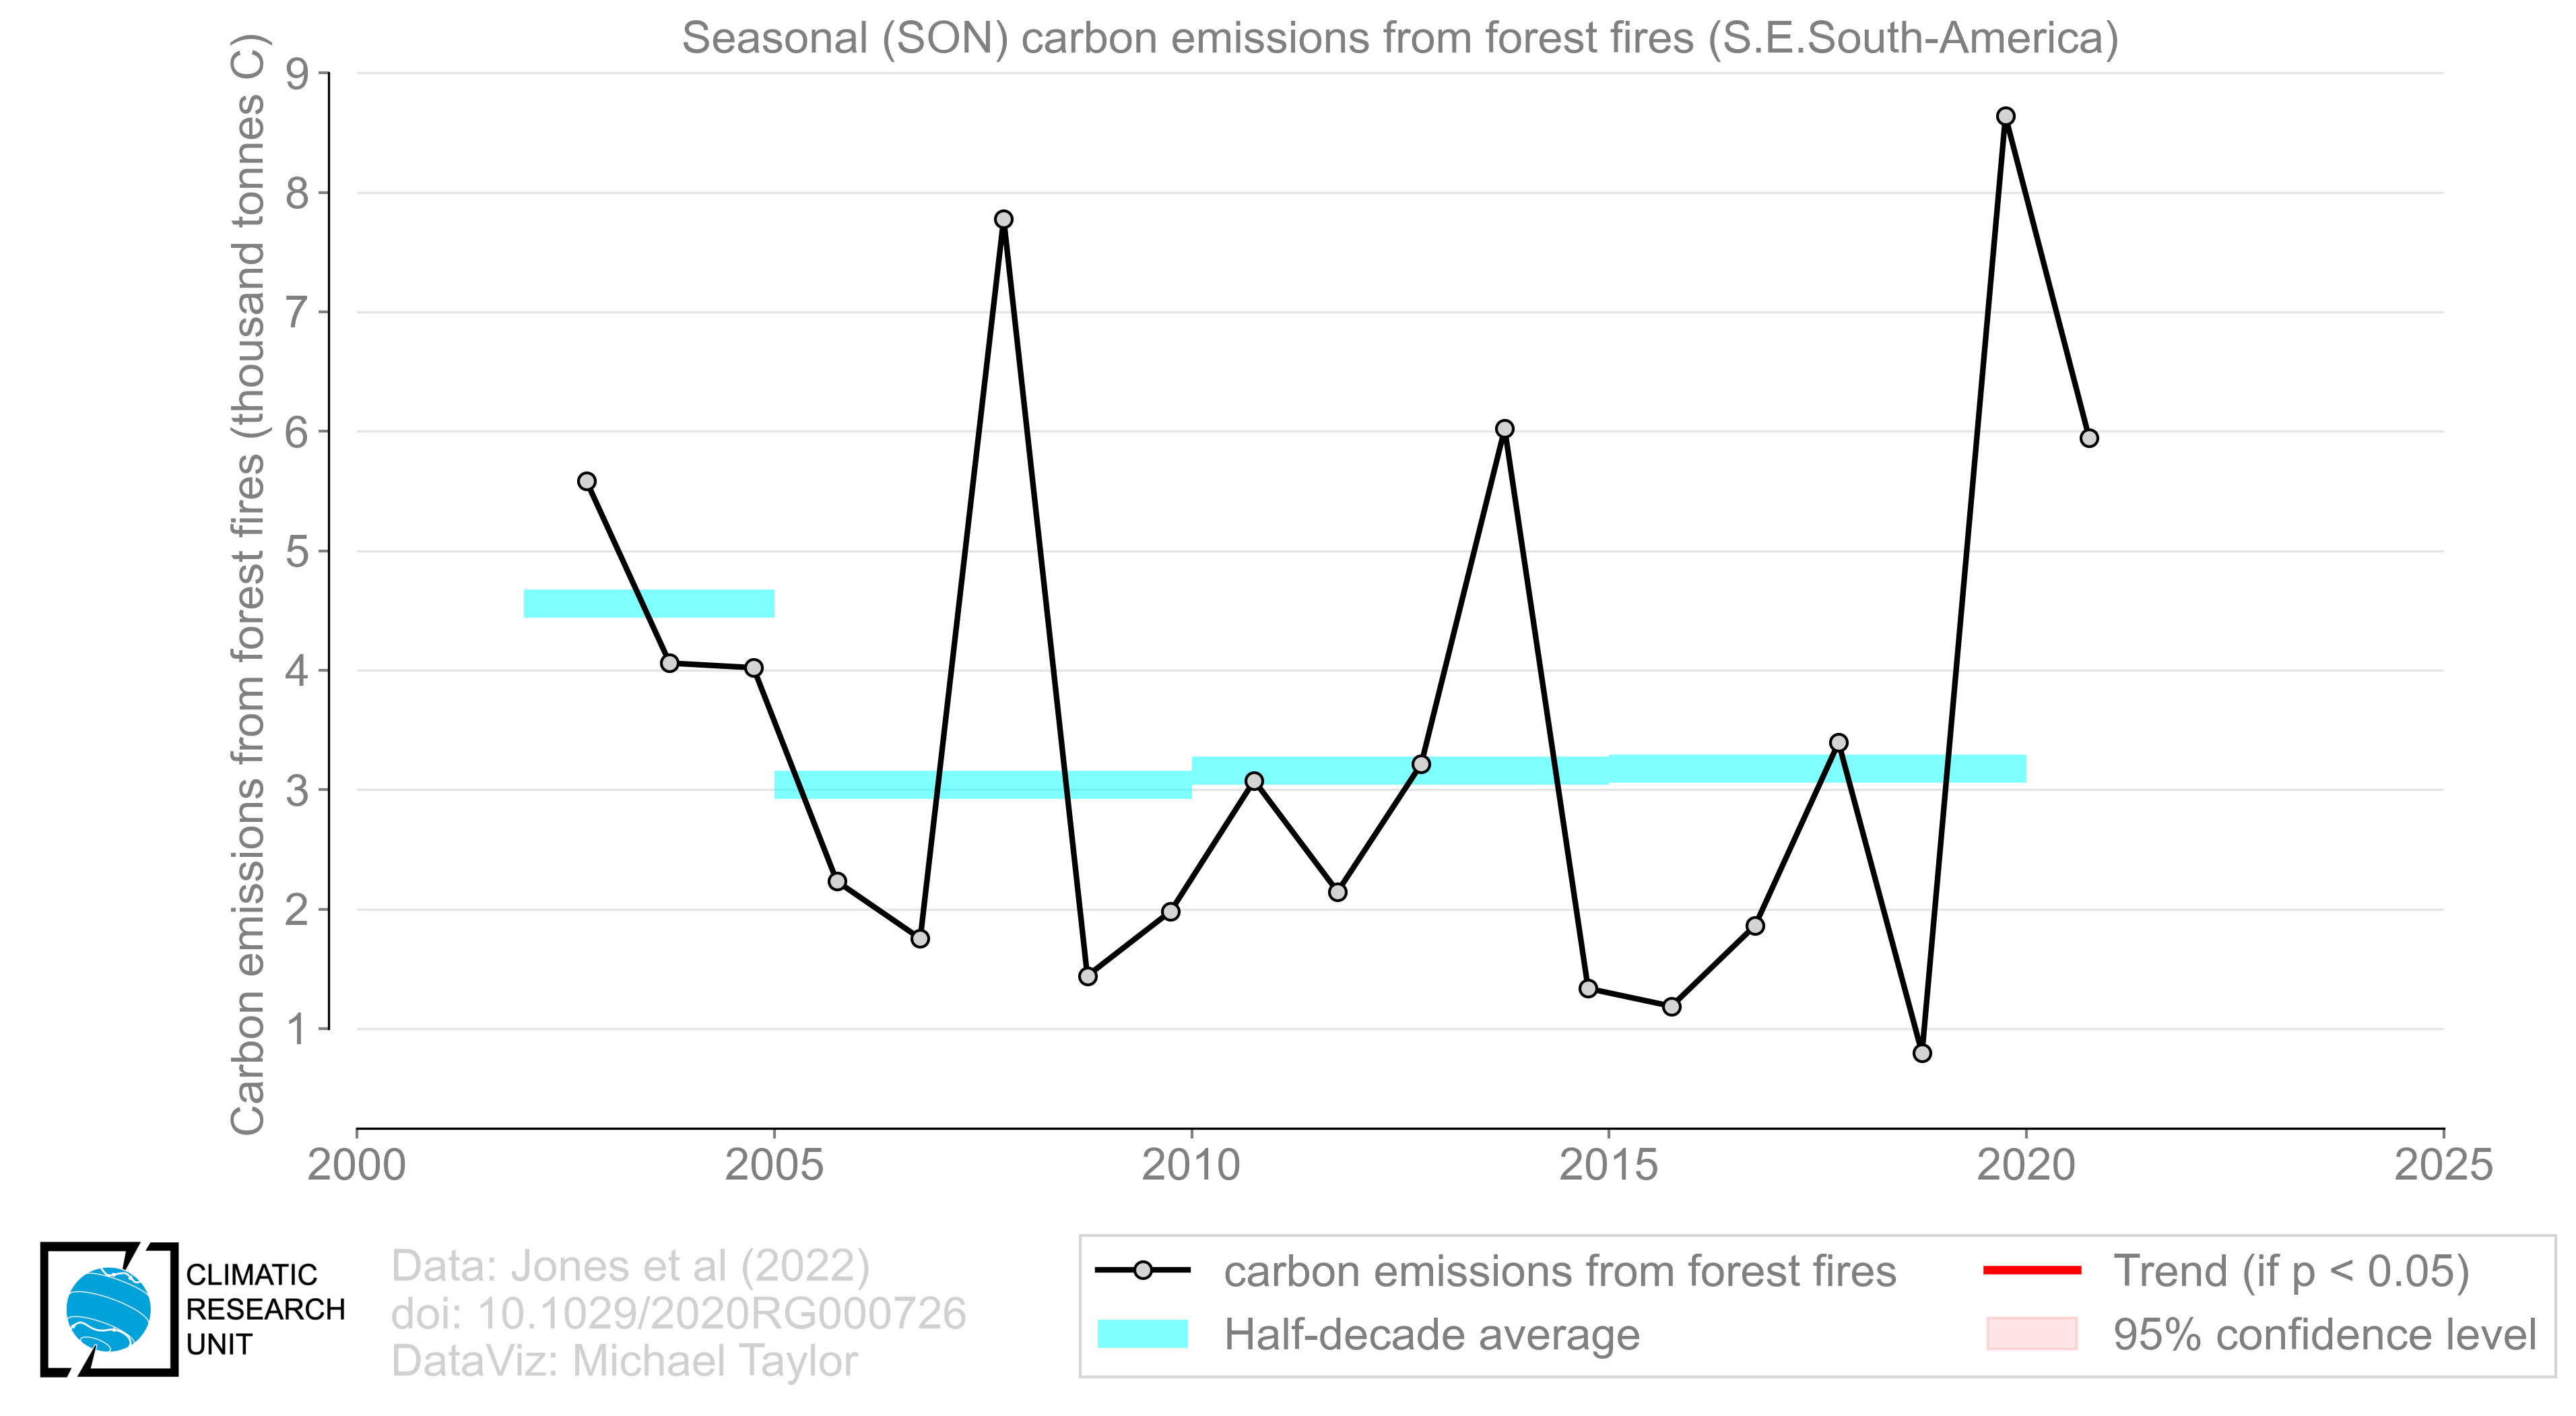 Seasonal (SON) carbon emissions from forest fires (S.E.South-America)
Carbon emissions from forest fires (thousand tonnes C)
9
8
7
6
5
4
3
2
1
2000 2005 2010 2015 2020 2025
CLIMATIC
RESEARCH
UNIT
Data: Jones et al (2022)
doi: 10.1029/2020RG000726
DataViz: Michael Taylor
carbon emissions from forest fires
Half-decade average
Trend (if p < 0.05)
95% confidence level